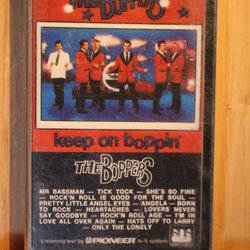 THE BOPPERS
keep on boppin'
THE BOPPERS
MR BASSMAN — TICK TOCK — SHE'S SO FINE
— ROCK'N ROLL IS GOOD FOR THE SOUL —
PRETTY LITTLE ANGEL EYES — ANGELA — BORN
TO ROCK — HEARTACHES — LOVERS NEVER
SAY GOODBYE — ROCK'N ROLL AGE — I'M IN
LOVE ALL OVER AGAIN — HATS OFF TO LARRY
— ONLY THE LONELY
Listening test by PIONEER hi-fi system